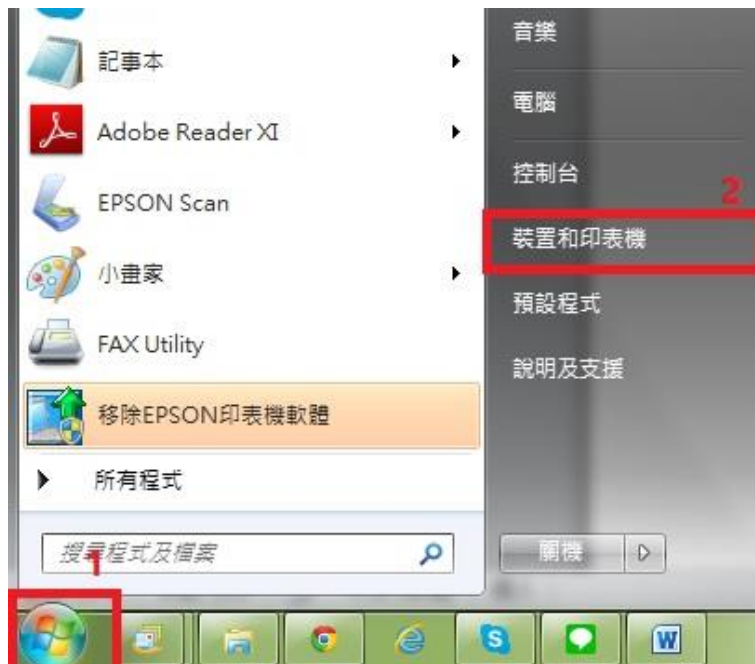 記事本
Adobe Reader XI
EPSON Scan
小畫家
FAX Utility
移除EPSON印表機軟體
所有程式
搜尋程式及檔案
1
音樂
電腦
控制台
2
裝置和印表機
預設程式
說明及支援
關機